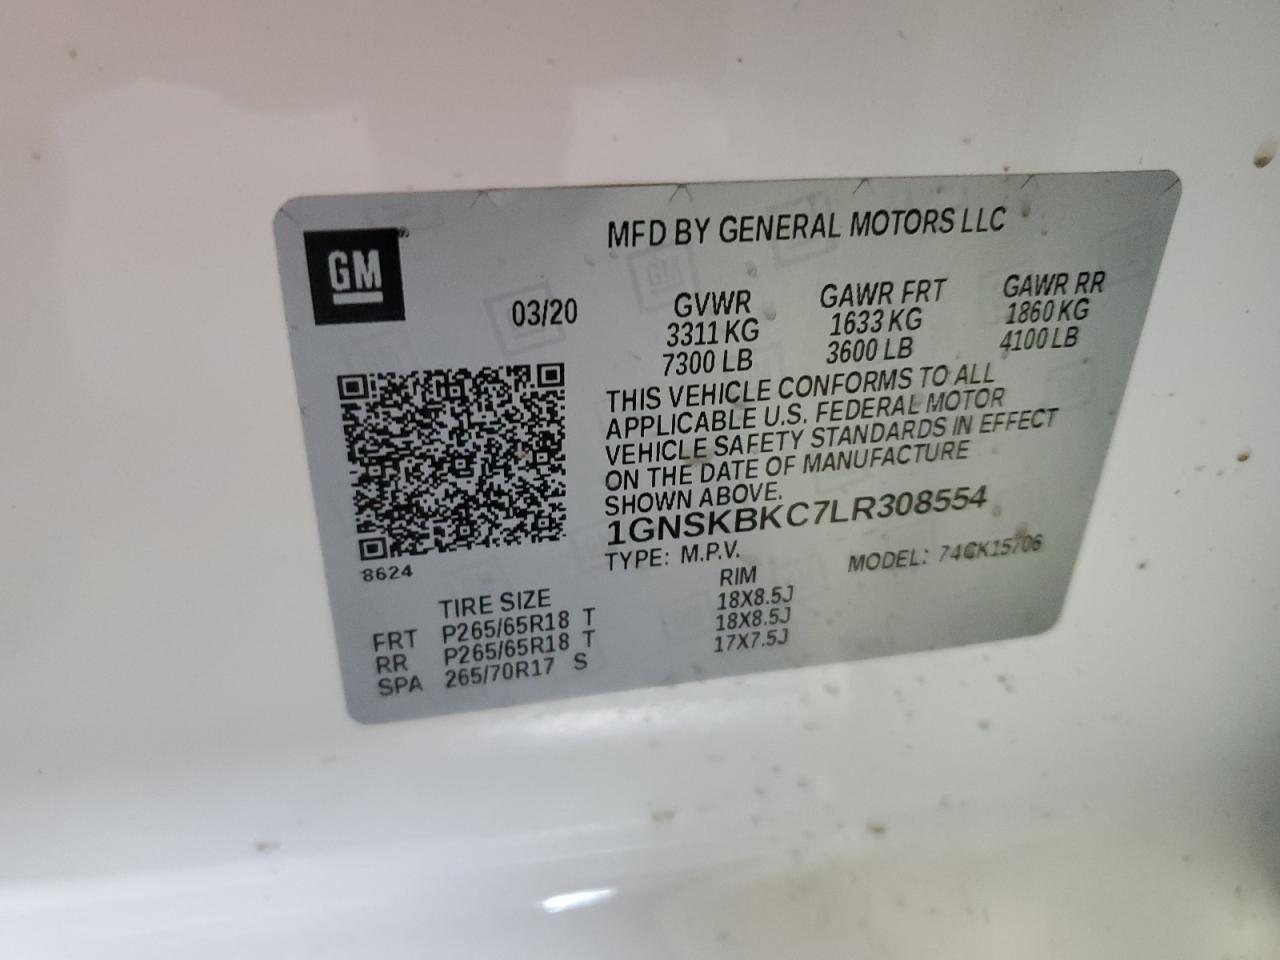 GM
MFD BY GENERAL MOTORS LLC
03/20
GVWR GAWR FRT GAWR RR
3311 KG 1633 KG 1860 KG
7300 LB 3600 LB 4100 LB
THIS VEHICLE CONFORMS TO ALL
APPLICABLE U.S. FEDERAL MOTOR
VEHICLE SAFETY STANDARDS IN EFFECT
ON THE DATE OF MANUFACTURE
SHOWN ABOVE.
1GNSKBKC7LR308554
TYPE: M.P.V. MODEL: 74CK15706
8624
TIRE SIZE RIM
FRT P265/65R18 T 18X8.5J
RR P265/65R18 T 18X8.5J
SPA 265/70R17 S 17X7.5J